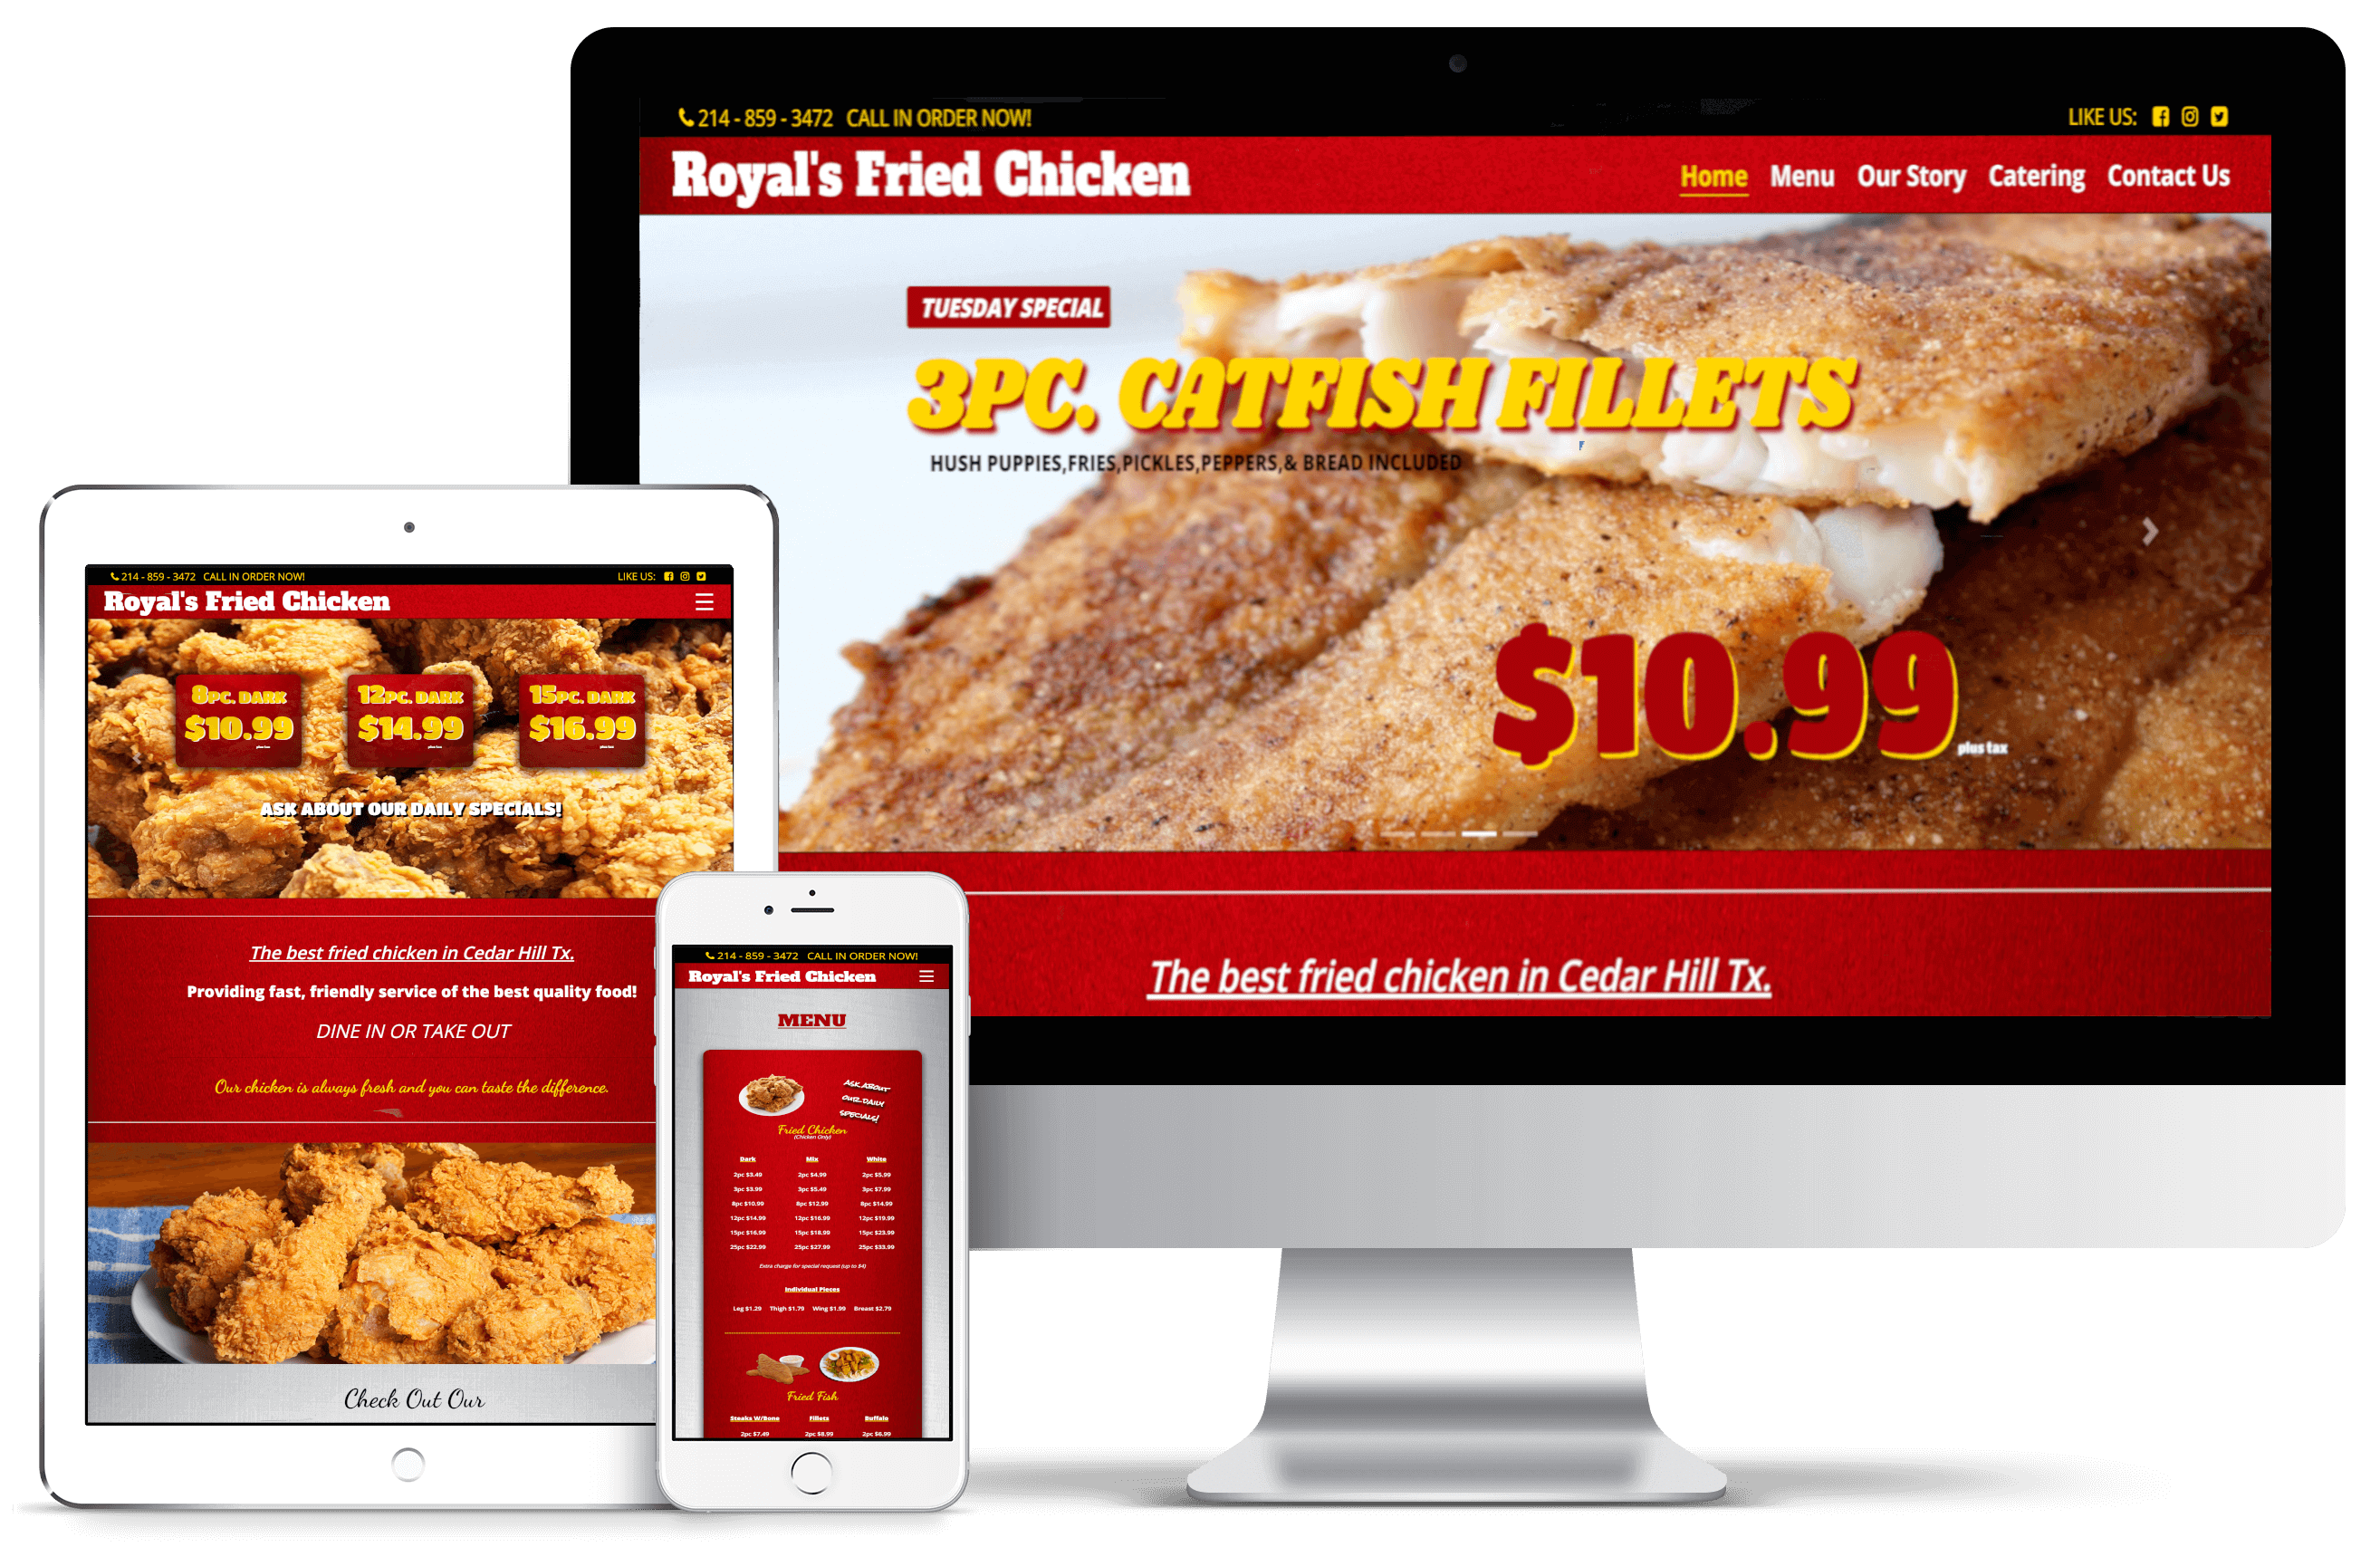 214 - 859 - 3472 CALL IN ORDER NOW!
LIKE US:
Royal's Fried Chicken
Home Menu Our Story Catering Contact Us
TUESDAY SPECIAL
3PC. CATFISH FILLETS
HUSH PUPPIES,FRIES,PICKLES,PEPPERS,& BREAD INCLUDED
$10.99
plus tax
The best fried chicken in Cedar Hill Tx.
214 - 859 - 3472 CALL IN ORDER NOW!
LIKE US:
Royal's Fried Chicken
8PC. DARK
$10.99
plus tax
12PC. DARK
$14.99
plus tax
15PC. DARK
$16.99
plus tax
ASK ABOUT OUR DAILY SPECIALS!
The best fried chicken in Cedar Hill Tx.
Providing fast, friendly service of the best quality food!
DINE IN OR TAKE OUT
Our chicken is always fresh and you can taste the difference.
Check Out Our
214 - 859 - 3472 CALL IN ORDER NOW!
Royal's Fried Chicken
MENU
ASK ABOUT
OUR DAILY
SPECIALS!
Fried Chicken
(Chicken Only)
Dark Mix White
2pc $3.49 2pc $4.99 2pc $5.99
3pc $3.99 3pc $5.49 3pc $7.99
8pc $10.99 8pc $12.99 8pc $14.99
12pc $14.99 12pc $16.99 12pc $19.99
15pc $16.99 15pc $18.99 15pc $23.99
25pc $22.99 25pc $27.99 25pc $33.99
Extra charge for special request (up to $4)
Individual Pieces
Leg $1.29 Thigh $1.79 Wing $1.99 Breast $2.79
Fried Fish
Steaks W/Bone Fillets Buffalo
2pc $7.49 2pc $8.99 2pc $6.99